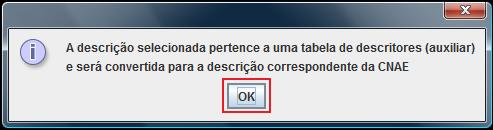 A descrição selecionada pertence a uma tabela de descritores (auxiliar)
e será convertida para a descrição correspondente da CNAE
OK